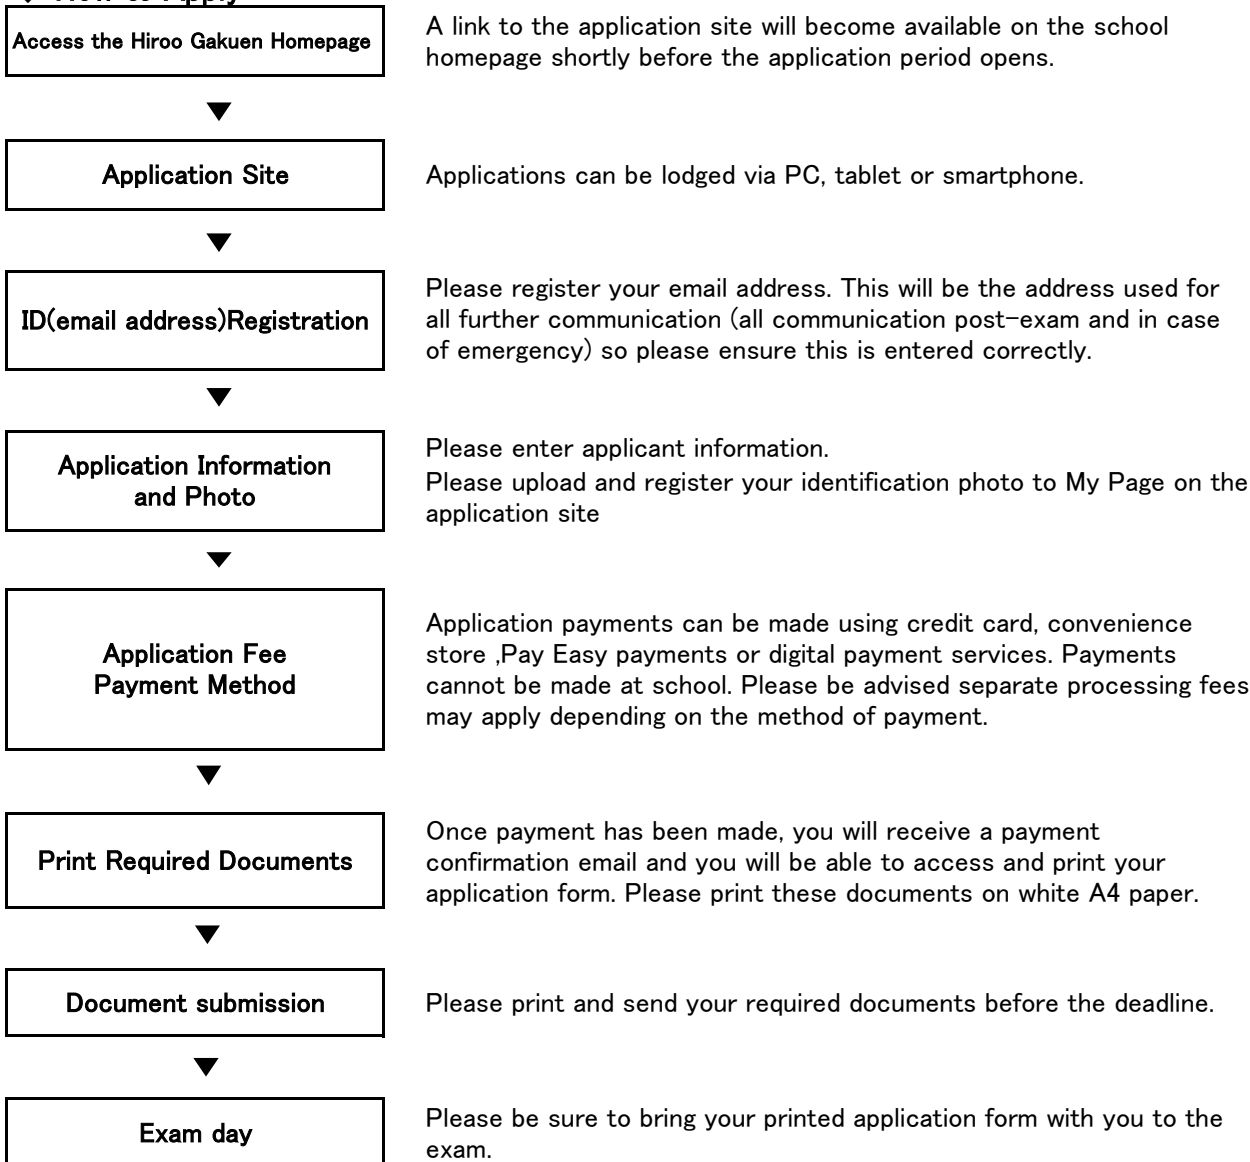 How to Apply
Access the Hiroo Gakuen Homepage
A link to the application site will become available on the school
homepage shortly before the application period opens.
Application Site
Applications can be lodged via PC, tablet or smartphone.
ID(email address)Registration
Please register your email address. This will be the address used for
all further communication (all communication post-exam and in case
of emergency) so please ensure this is entered correctly.
Application Information
and Photo
Please enter applicant information.
Please upload and register your identification photo to My Page on the
application site
Application Fee
Payment Method
Application payments can be made using credit card, convenience
store ,Pay Easy payments or digital payment services. Payments
cannot be made at school. Please be advised separate processing fees
may apply depending on the method of payment.
Print Required Documents
Once payment has been made, you will receive a payment
confirmation email and you will be able to access and print your
application form. Please print these documents on white A4 paper.
Document submission
Please print and send your required documents before the deadline.
Exam day
Please be sure to bring your printed application form with you to the
exam.